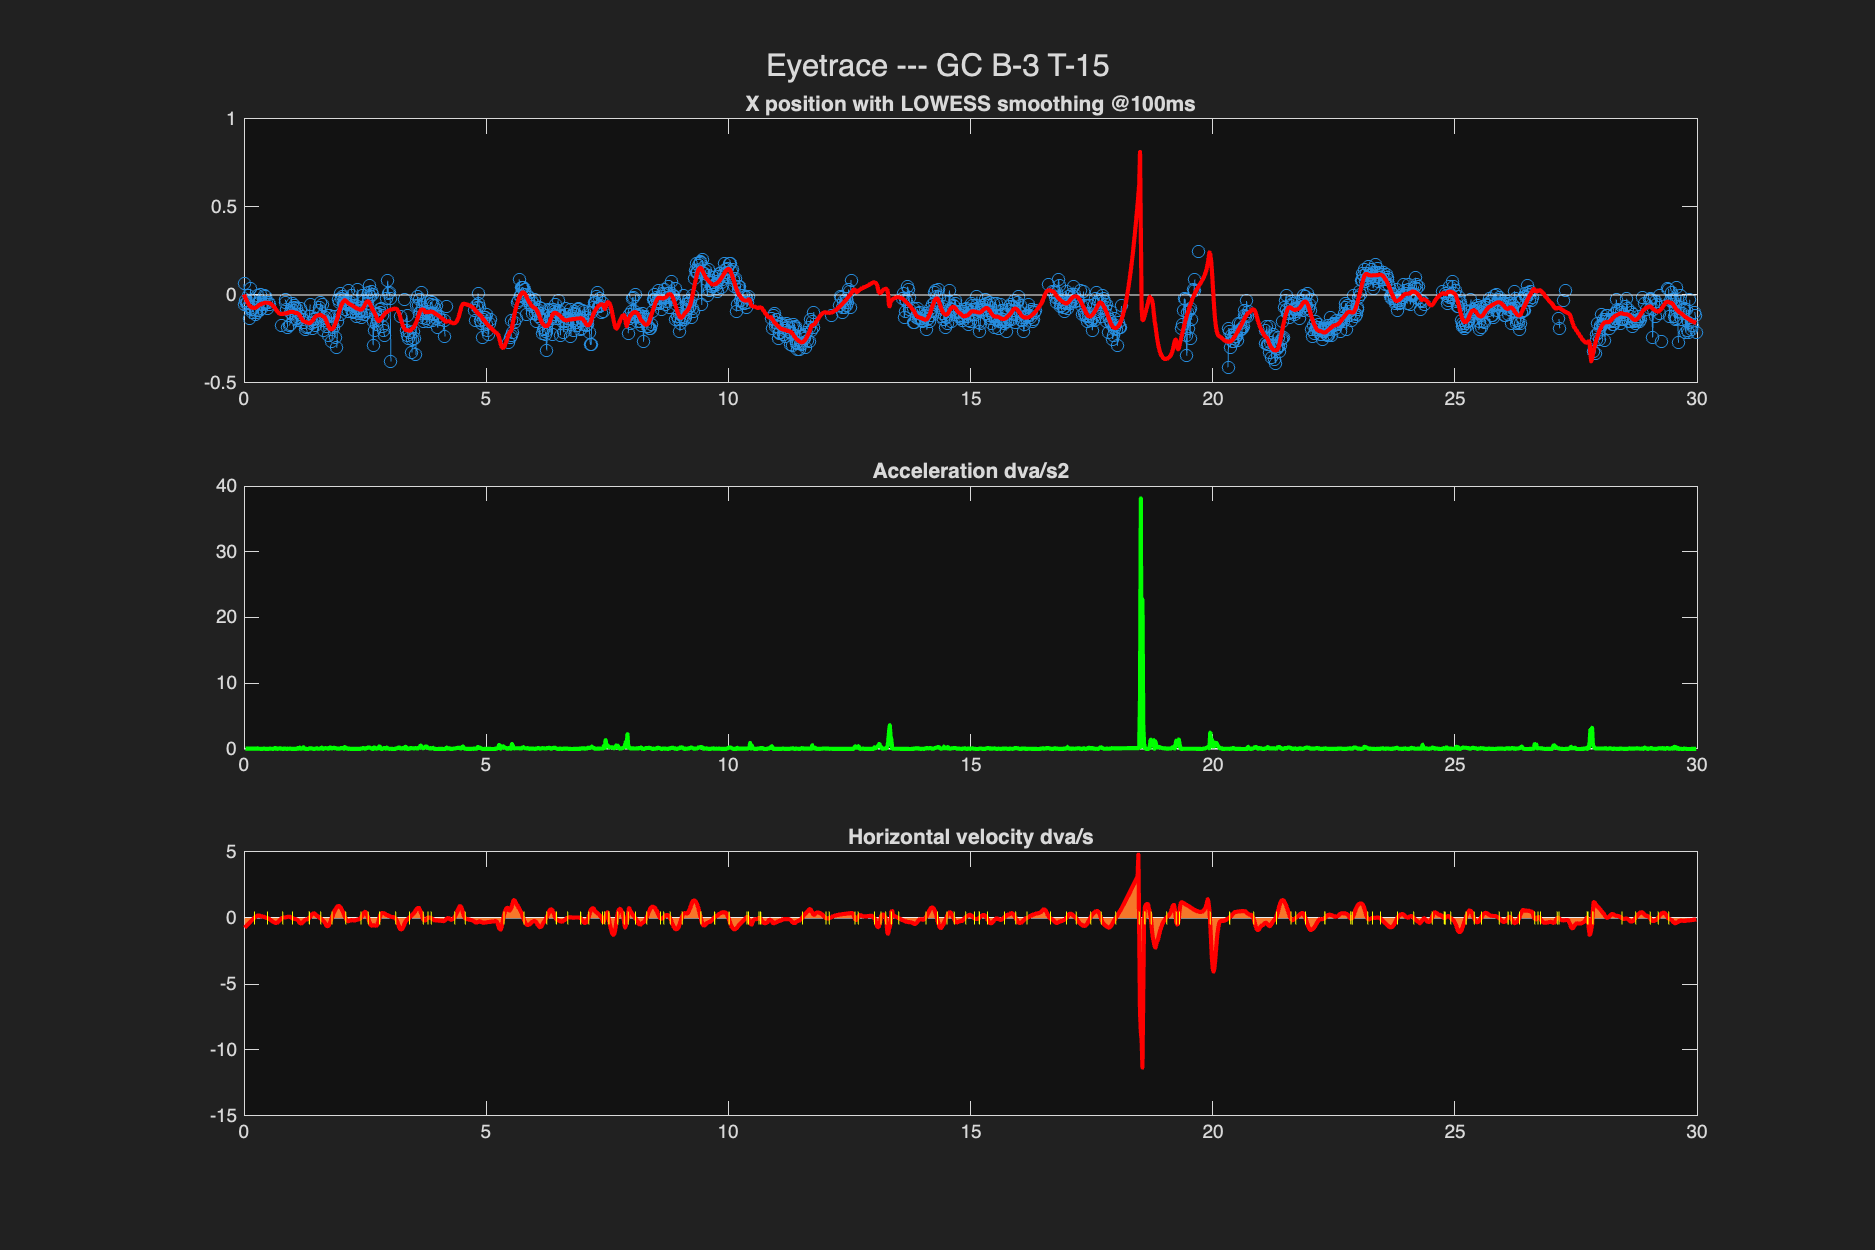 Eyetrace --- GC B-3 T-15
X position with LOWESS smoothing @100ms
1
0.5
0
-0.5
0 5 10 15 20 25 30
Acceleration dva/s2
40
30
20
10
0
0 5 10 15 20 25 30
Horizontal velocity dva/s
5
0
-5
-10
-15
0 5 10 15 20 25 30